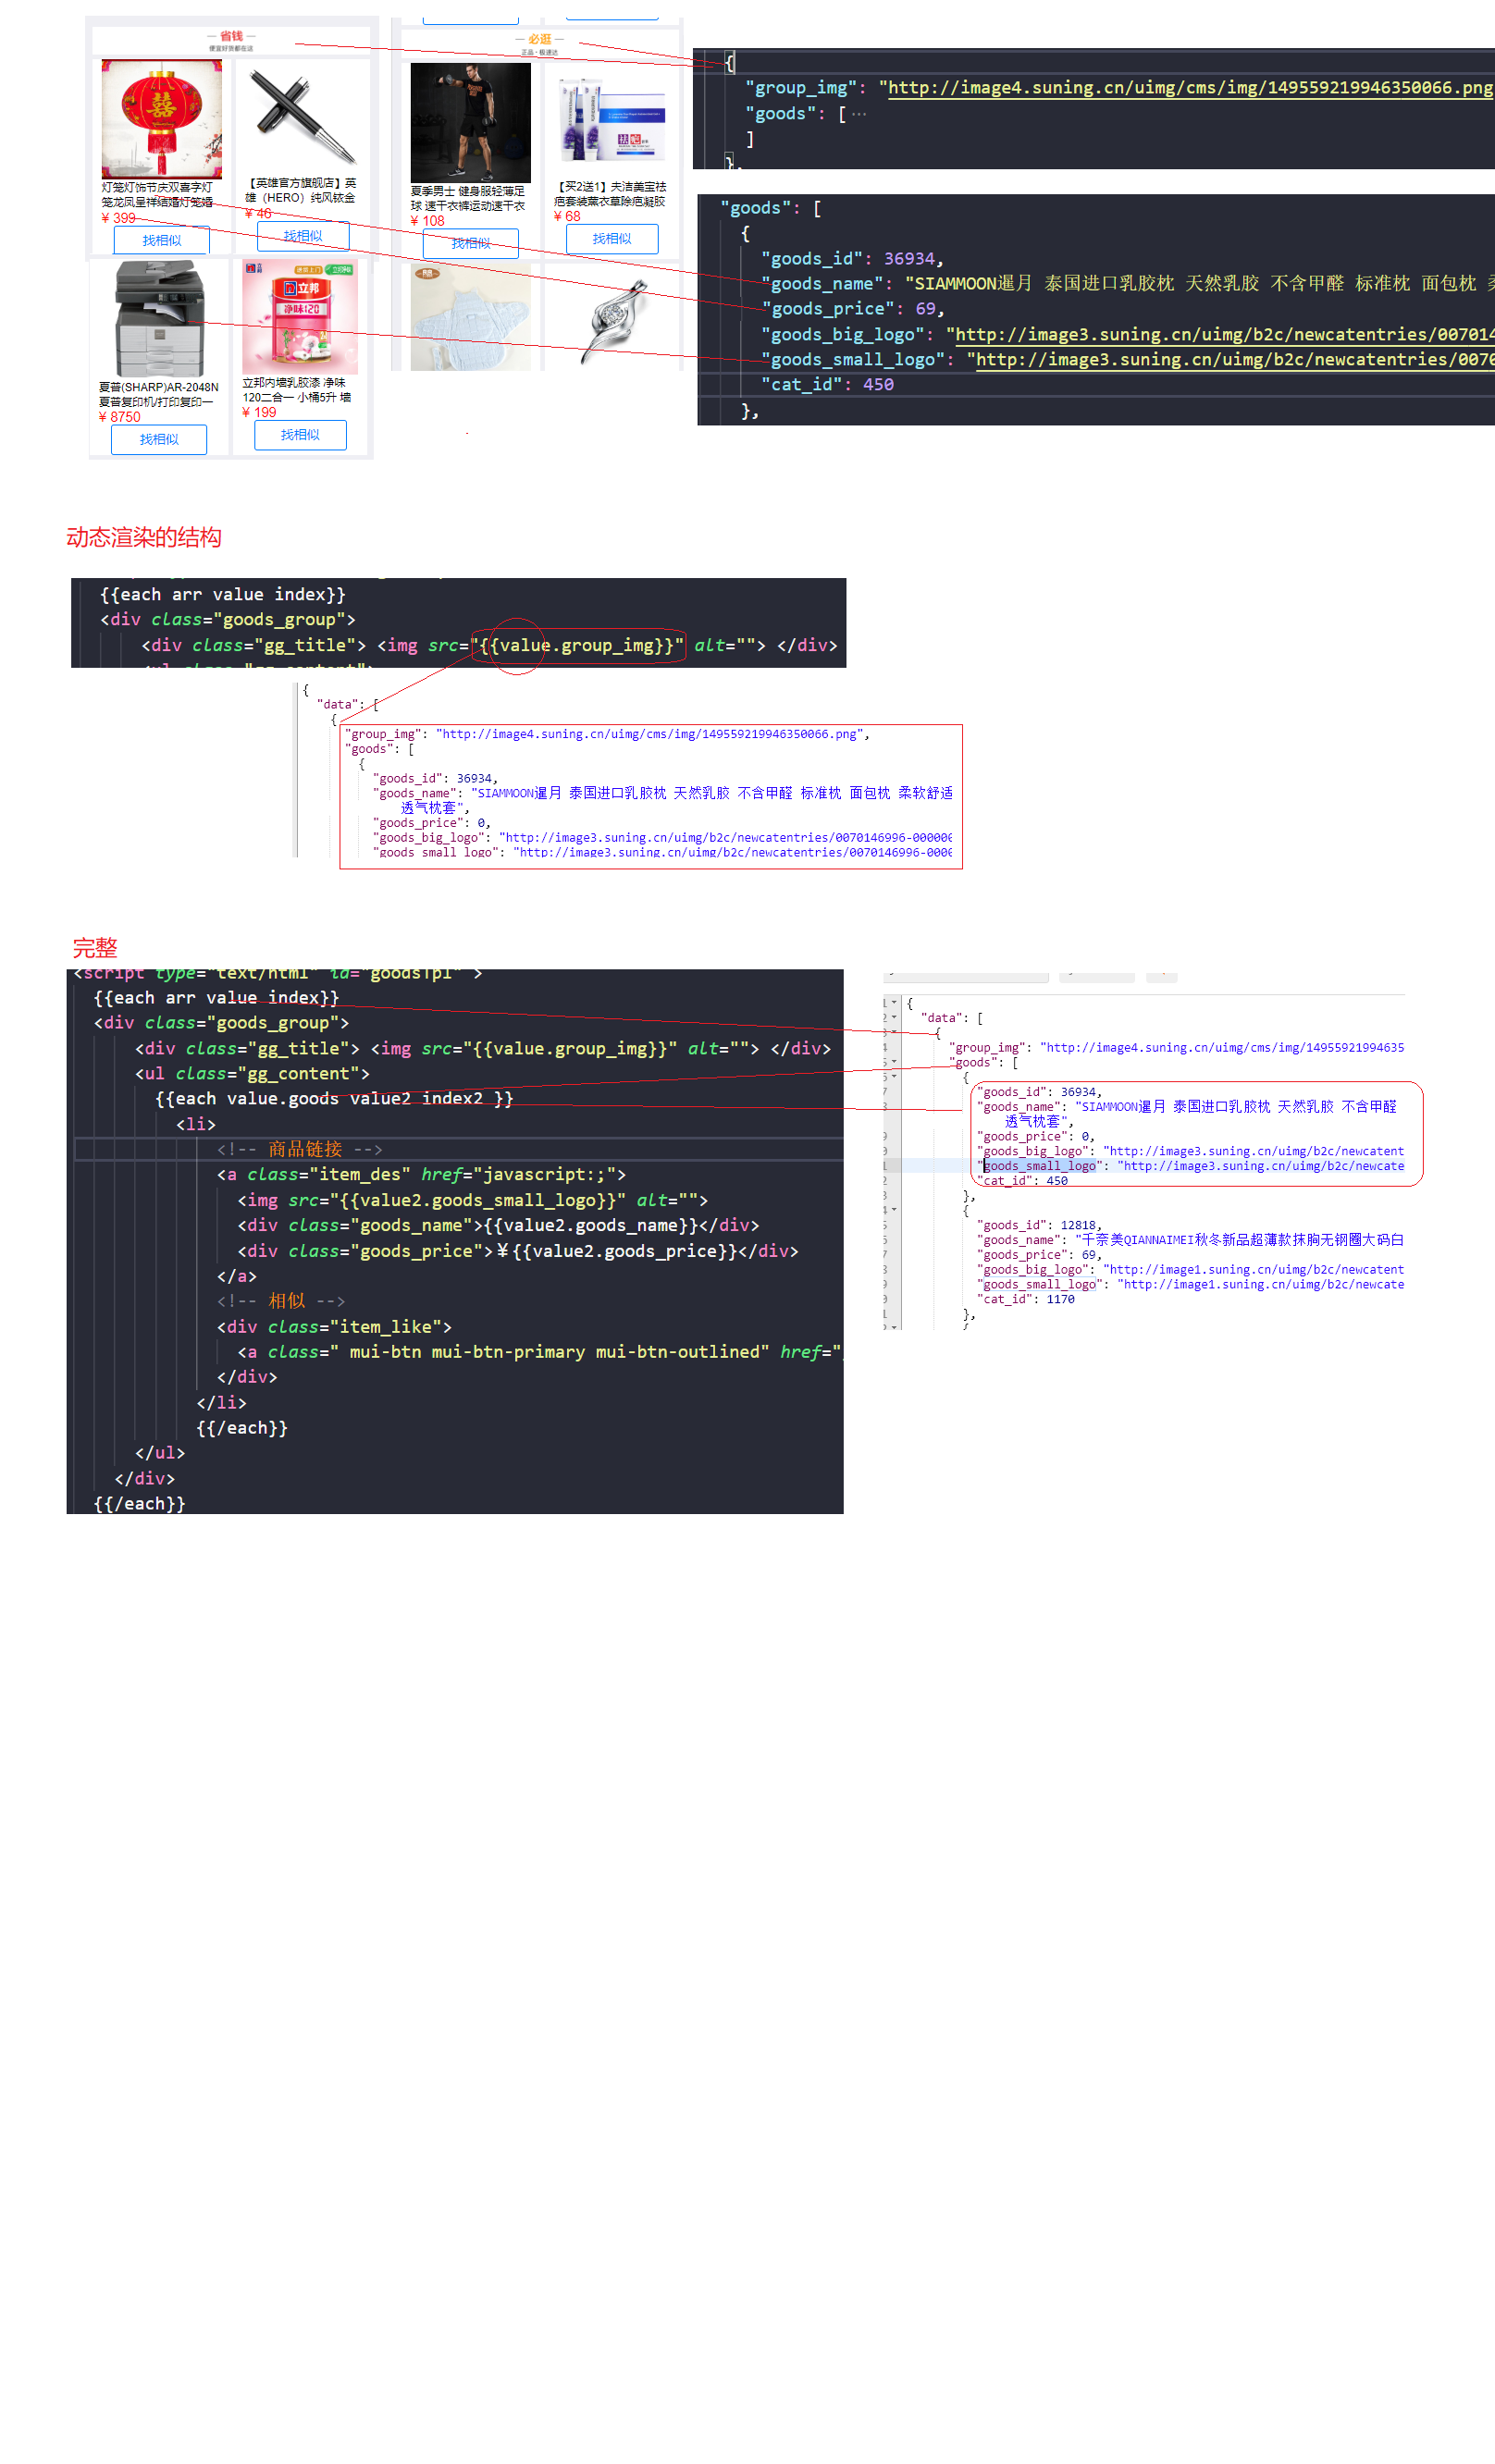 — 省钱 —
便宜好货都在这
灯笼灯饰节庆双喜字灯
笼龙凤呈祥结婚灯笼婚
¥ 399
找相似
【英雄官方旗舰店】英
雄（HERO）纯风铱金
¥ 46
找相似
夏普(SHARP)AR-2048N
夏普复印机/打印复印一
¥ 8750
找相似
立邦
净味120
立邦内墙乳胶漆 净味
120二合一 小桶5升 墙
¥ 199
找相似
— 必逛 —
正品·极速达
夏季男士 健身服轻薄足
球 速干衣裤运动速干衣
¥ 108
找相似
祛疤
【买2送1】夫洁美宝祛
疤套装薰衣草除疤凝胶
¥ 68
找相似
{
"group_img": "http://image4.suning.cn/uimg/cms/img/149559219946350066.png
"goods": [ ···
]
},
"goods": [
{
"goods_id": 36934,
"goods_name": "SIAMMOON暹月 泰国进口乳胶枕 天然乳胶 不含甲醛 标准枕 面包枕
"goods_price": 69,
"goods_big_logo": "http://image3.suning.cn/uimg/b2c/newcatentries/007014
"goods_small_logo": "http://image3.suning.cn/uimg/b2c/newcatentries/0070
"cat_id": 450
},
动态渲染的结构
{{each arr value index}}
<div class="goods_group">
<div class="gg_title"> <img src="{{value.group_img}}" alt=""> </div>
{
"data": [
{
"group_img": "http://image4.suning.cn/uimg/cms/img/149559219946350066.png",
"goods": [
{
"goods_id": 36934,
"goods_name": "SIAMMOON暹月 泰国进口乳胶枕 天然乳胶 不含甲醛 标准枕 面包枕 柔软舒适
透气枕套",
"goods_price": 0,
"goods_big_logo": "http://image3.suning.cn/uimg/b2c/newcatentries/0070146996-000000
"goods_small_logo": "http://image3.suning.cn/uimg/b2c/newcatentries/0070146996-0000
完整
<script type="text/html" id="goodsTpl" >
{{each arr value index}}
<div class="goods_group">
<div class="gg_title"> <img src="{{value.group_img}}" alt=""> </div>
<ul class="gg_content">
{{each value.goods value2 index2 }}
<li>
<!-- 商品链接 -->
<a class="item_des" href="javascript:;">
<img src="{{value2.goods_small_logo}}" alt="">
<div class="goods_name">{{value2.goods_name}}</div>
<div class="goods_price">¥{{value2.goods_price}}</div>
</a>
<!-- 相似 -->
<div class="item_like">
<a class=" mui-btn mui-btn-primary mui-btn-outlined" href="
</div>
</li>
{{/each}}
</ul>
</div>
{{/each}}
{
"data": [
{
"group_img": "http://image4.suning.cn/uimg/cms/img/14955921994635
"goods": [
{
"goods_id": 36934,
"goods_name": "SIAMMOON暹月 泰国进口乳胶枕 天然乳胶 不含甲醛
透气枕套",
"goods_price": 0,
"goods_big_logo": "http://image3.suning.cn/uimg/b2c/newcatent
"goods_small_logo": "http://image3.suning.cn/uimg/b2c/newcate
"cat_id": 450
},
{
"goods_id": 12818,
"goods_name": "千奈美QIANNAIMEI秋冬新品超薄款抹胸无钢圈大码白
"goods_price": 69,
"goods_big_logo": "http://image1.suning.cn/uimg/b2c/newcatent
"goods_small_logo": "http://image1.suning.cn/uimg/b2c/newcate
"cat_id": 1170
},
{